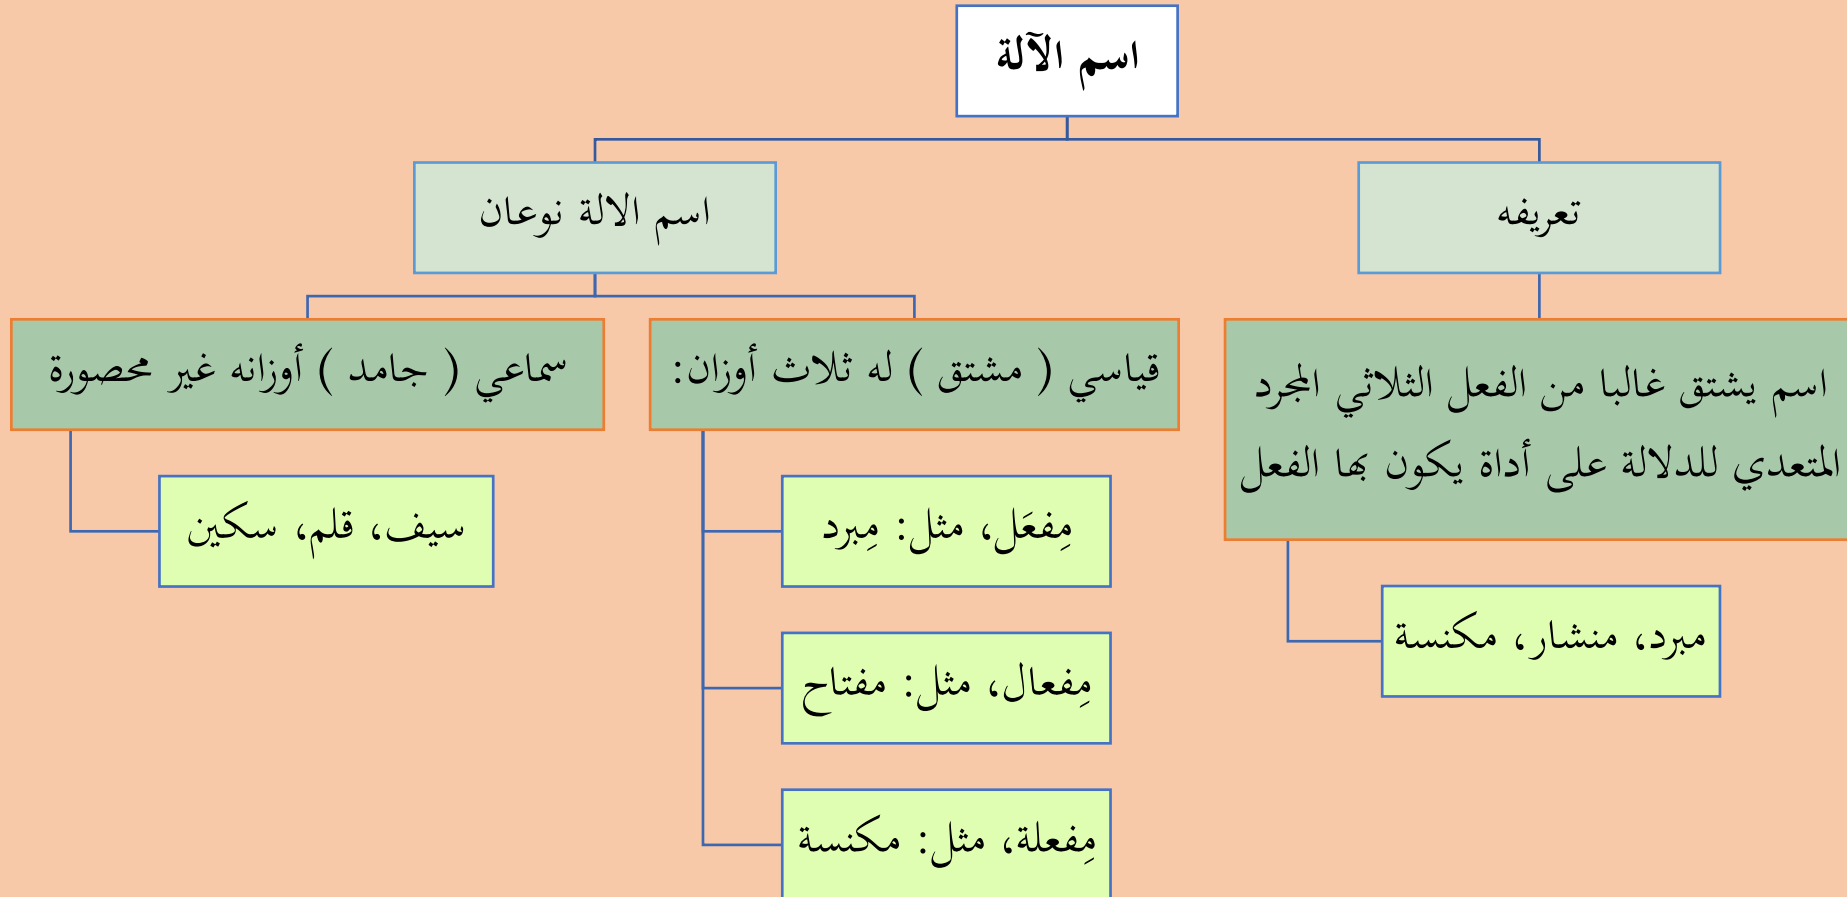 اسم الآلة
تعريفه
اسم يشتق غالبا من الفعل الثلاثي المجرد
المتعدي للدلالة على أداة يكون بها الفعل
مبرد، منشار، مكنسة
اسم الالة نوعان
قياسي ( مشتق ) له ثلاث أوزان:
مِفعَل، مثل: مِبرد
مِفعال، مثل: مفتاح
مِفعلة، مثل: مكنسة
سماعي ( جامد ) أوزانه غير محصورة
سيف، قلم، سكين